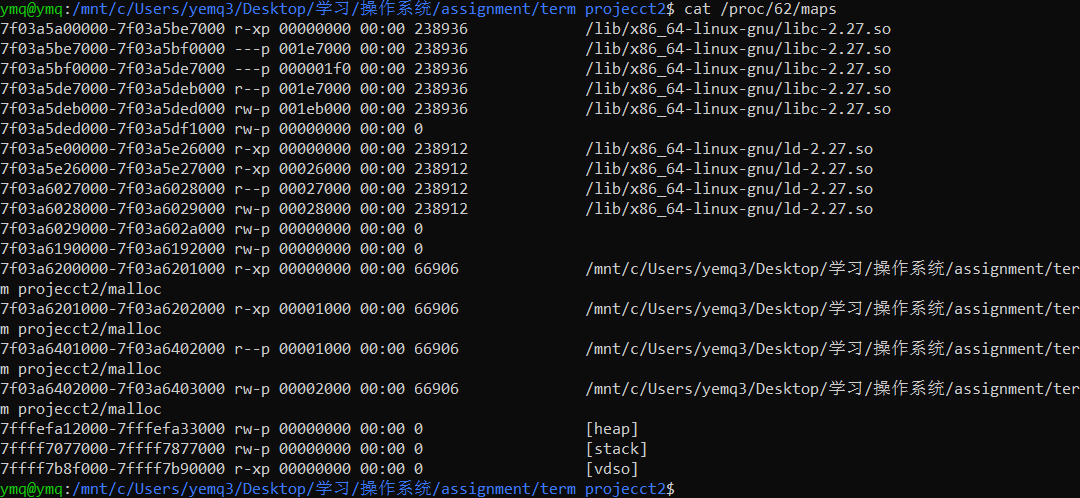 ymq@ymq:/mnt/c/Users/yemq3/Desktop/学习/操作系统/assignment/term projecct2$ cat /proc/62/maps
7f03a5a00000-7f03a5be7000 r-xp 00000000 00:00 238936 /lib/x86_64-linux-gnu/libc-2.27.so
7f03a5be7000-7f03a5bf0000 ---p 001e7000 00:00 238936 /lib/x86_64-linux-gnu/libc-2.27.so
7f03a5bf0000-7f03a5de7000 ---p 000001f0 00:00 238936 /lib/x86_64-linux-gnu/libc-2.27.so
7f03a5de7000-7f03a5deb000 r--p 001e7000 00:00 238936 /lib/x86_64-linux-gnu/libc-2.27.so
7f03a5deb000-7f03a5ded000 rw-p 001eb000 00:00 238936 /lib/x86_64-linux-gnu/libc-2.27.so
7f03a5ded000-7f03a5df1000 rw-p 00000000 00:00 0
7f03a5e00000-7f03a5e26000 r-xp 00000000 00:00 238912 /lib/x86_64-linux-gnu/ld-2.27.so
7f03a5e26000-7f03a5e27000 r-xp 00026000 00:00 238912 /lib/x86_64-linux-gnu/ld-2.27.so
7f03a6027000-7f03a6028000 r--p 00027000 00:00 238912 /lib/x86_64-linux-gnu/ld-2.27.so
7f03a6028000-7f03a6029000 rw-p 00028000 00:00 238912 /lib/x86_64-linux-gnu/ld-2.27.so
7f03a6029000-7f03a602a000 rw-p 00000000 00:00 0
7f03a6190000-7f03a6192000 rw-p 00000000 00:00 0
7f03a6200000-7f03a6201000 r-xp 00000000 00:00 66906 /mnt/c/Users/yemq3/Desktop/学习/操作系统/assignment/ter
m projecct2/malloc
7f03a6201000-7f03a6202000 r-xp 00001000 00:00 66906 /mnt/c/Users/yemq3/Desktop/学习/操作系统/assignment/ter
m projecct2/malloc
7f03a6401000-7f03a6402000 r--p 00001000 00:00 66906 /mnt/c/Users/yemq3/Desktop/学习/操作系统/assignment/ter
m projecct2/malloc
7f03a6402000-7f03a6403000 rw-p 00002000 00:00 66906 /mnt/c/Users/yemq3/Desktop/学习/操作系统/assignment/ter
m projecct2/malloc
7fffefa12000-7fffefa33000 rw-p 00000000 00:00 0 [heap]
7ffff7077000-7ffff7877000 rw-p 00000000 00:00 0 [stack]
7ffff7b8f000-7ffff7b90000 r-xp 00000000 00:00 0 [vdso]
ymq@ymq:/mnt/c/Users/yemq3/Desktop/学习/操作系统/assignment/term projecct2$